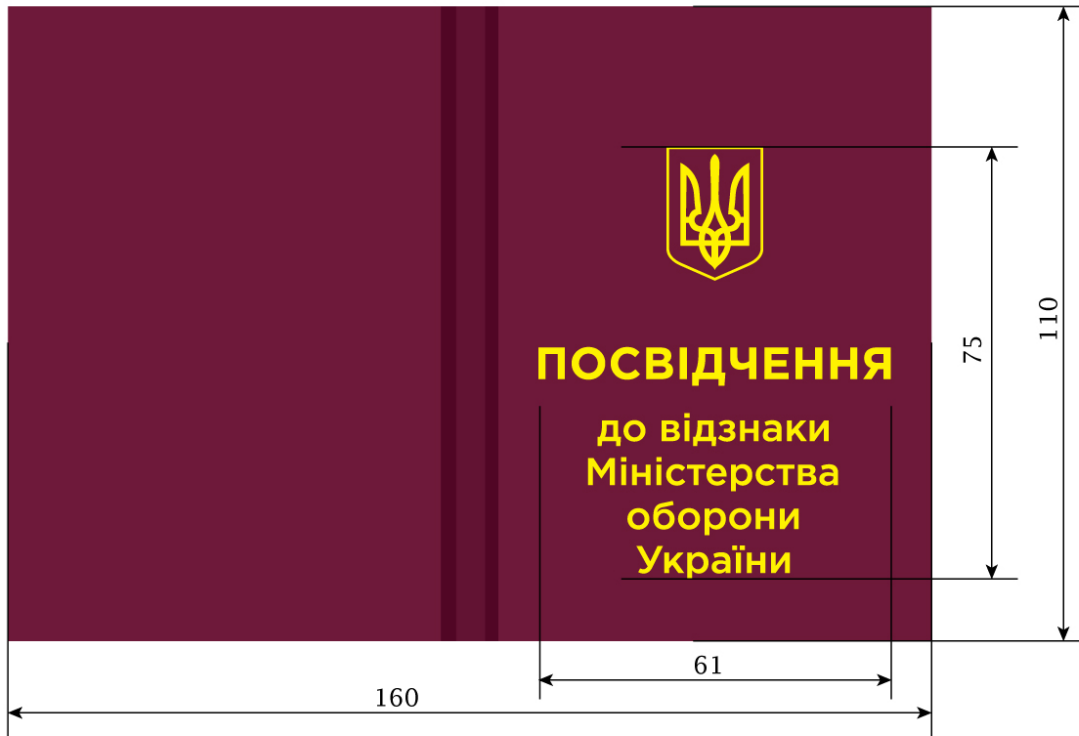 ПОСВІДЧЕННЯ
до відзнаки
Міністерства
оборони
України
75
110
61
160